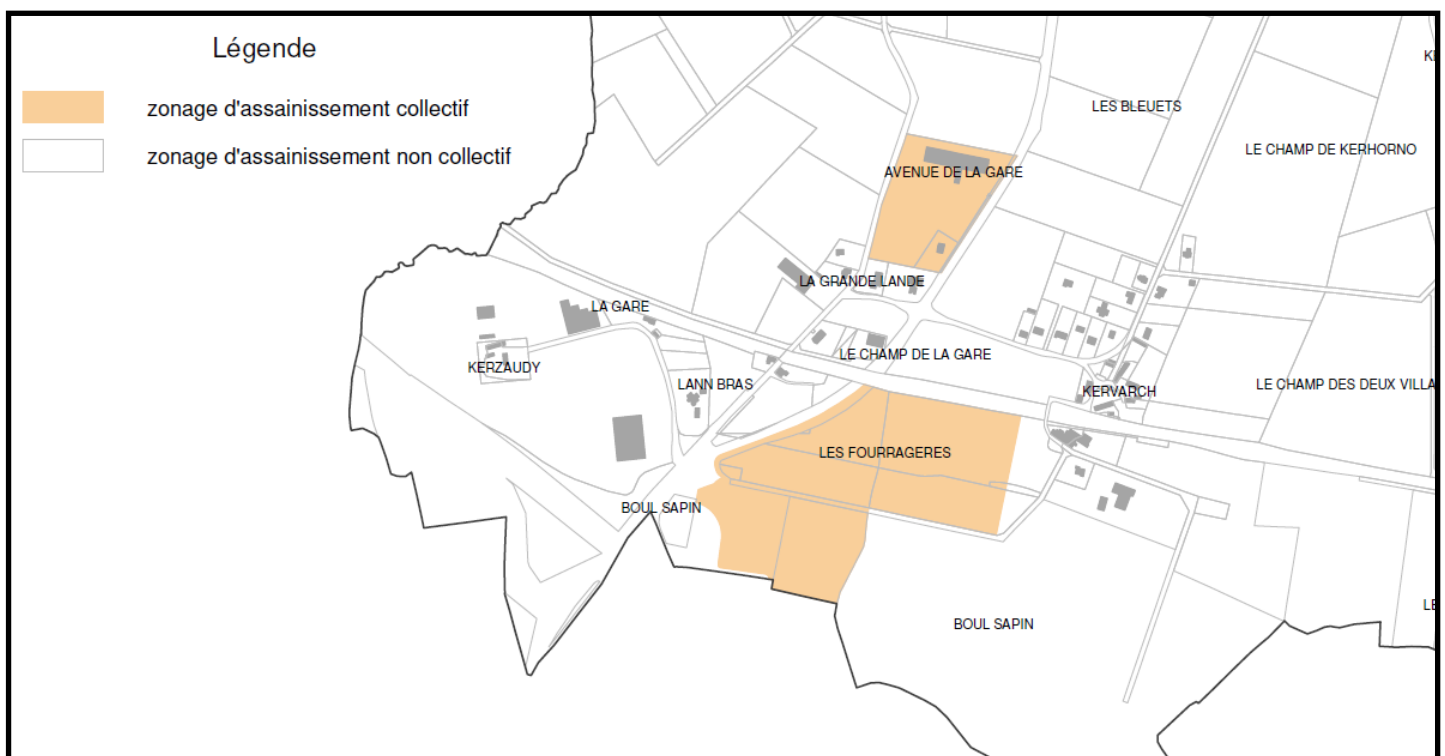 Légende
zonage d'assainissement collectif
zonage d'assainissement non collectif
LES BLEUETS
LE CHAMP DE KERHORNO
AVENUE DE LA GARE
LA GRANDE LANDE
LA GARE
LE CHAMP DE LA GARE
KERZAUDY
LANN BRAS
KERVARCH
LE CHAMP DES DEUX VILLA
LES FOURRAGERES
BOUL SAPIN
BOUL SAPIN